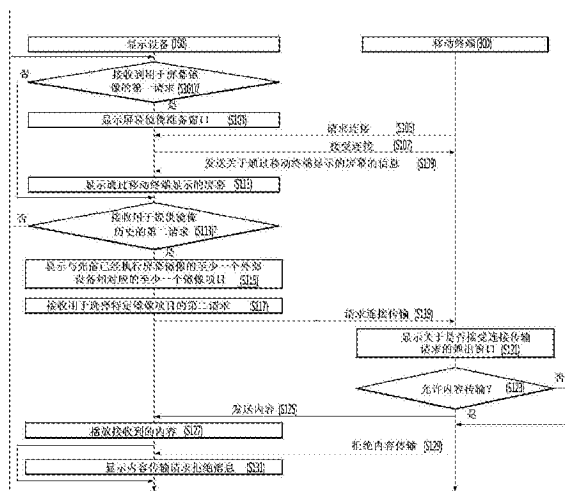 显示设备 (100)
移动终端 (300)
否
接收到用于屏幕镜
像的第一请求 (S101)?
是
显示屏幕镜像准备窗口 (S103)
请求连接 (S105)
接受连接 (S107)
发送关于通过移动终端显示的屏幕的信息 (S109)
显示通过移动终端显示的屏幕 (S111)
否
接收用于提供镜像
历史的第二请求 (S113)?
是
显示与先前已经执行屏幕镜像的至少一个外部
设备相对应的至少一个镜像项目 (S115)
接收用于选择特定镜像项目的第二请求 (S117)
请求连接传输 (S119)
显示关于是否接受连接传输
请求的弹出窗口 (S121)
允许内容传输? (S123)
否
是
发送内容 (S125)
播放接收到的内容 (S127)
拒绝内容传输 (S129)
显示内容传输请求拒绝消息 (S131)